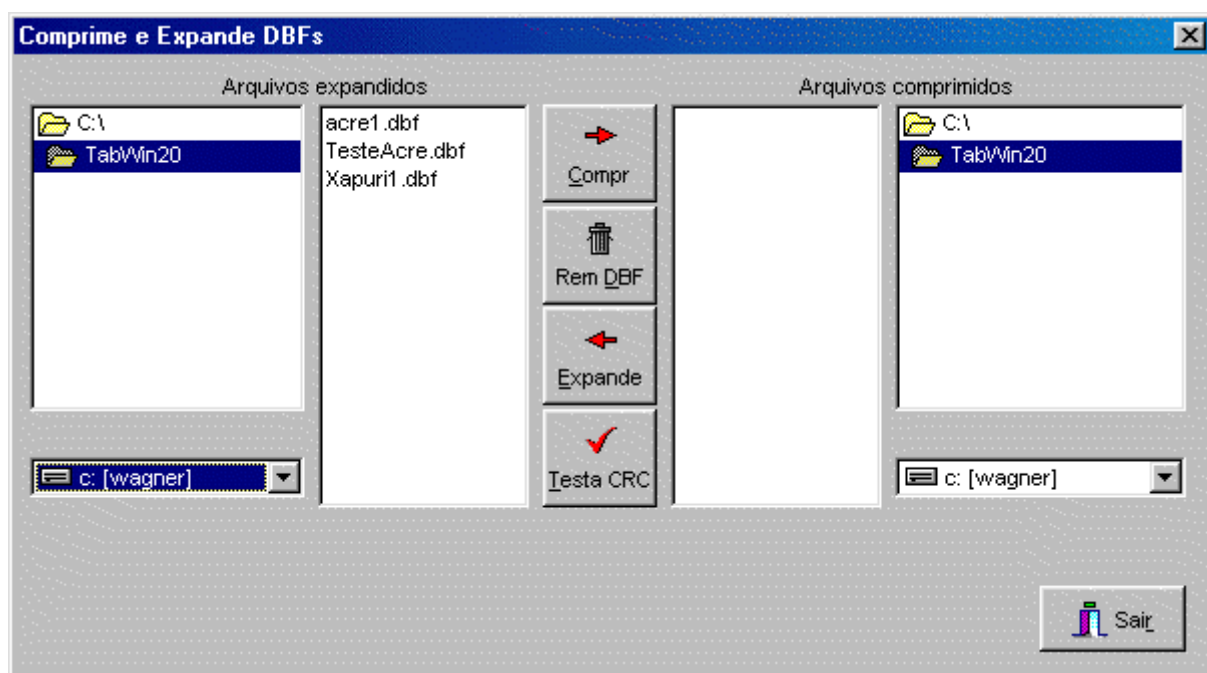 Comprime e Expande DBFs
Arquivos expandidos
Arquivos comprimidos
C:\
TabWin20
acre1.dbf
TesteAcre.dbf
Xapuri1.dbf
Compr
Rem DBF
Expande
Testa CRC
C:\
TabWin20
c: [wagner]
c: [wagner]
Sair